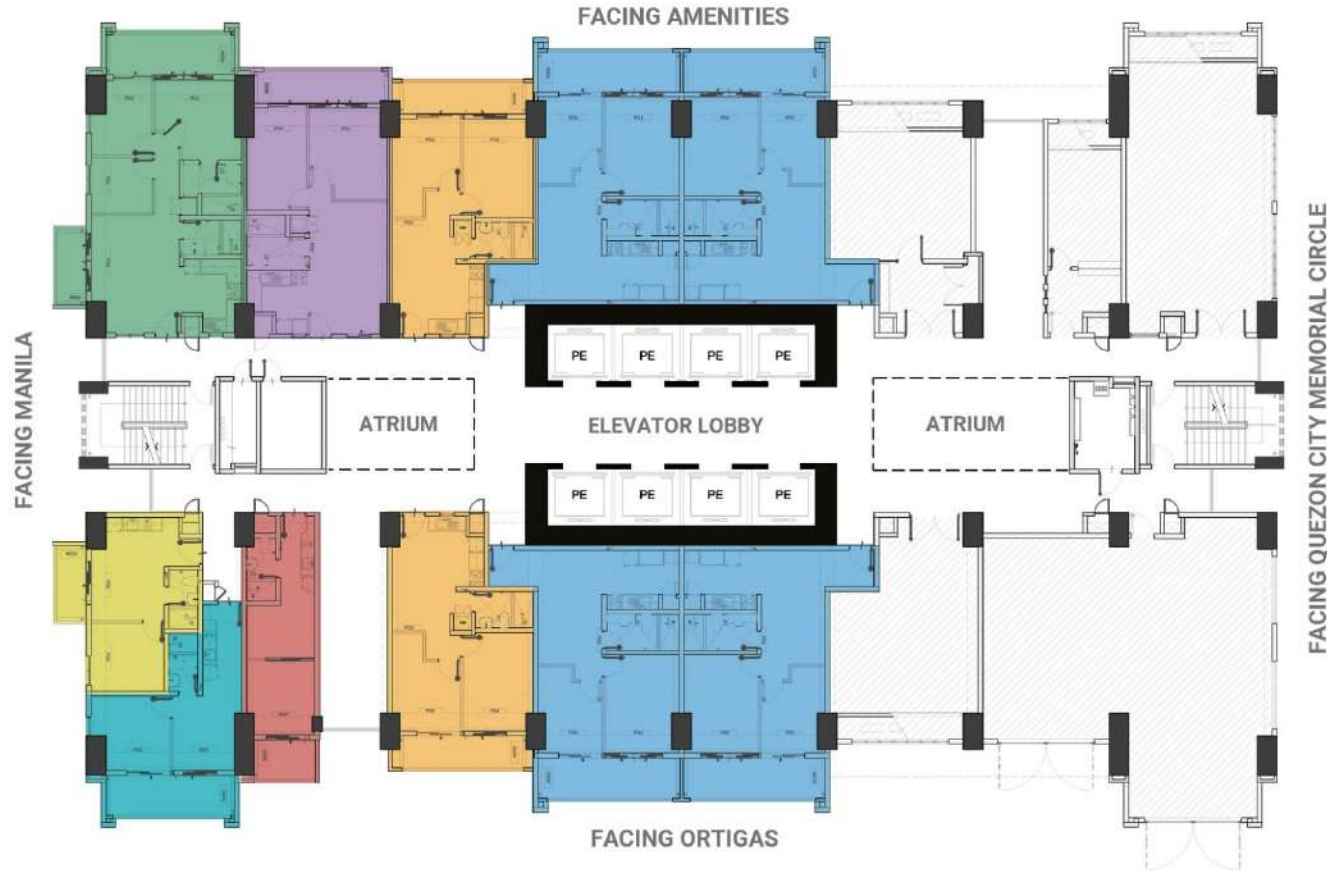 FACING AMENITIES
FACING MANILA
FACING QUEZON CITY MEMORIAL CIRCLE
PE PE PE PE
ATRIUM
ELEVATOR LOBBY
ATRIUM
PE PE PE PE
FACING ORTIGAS